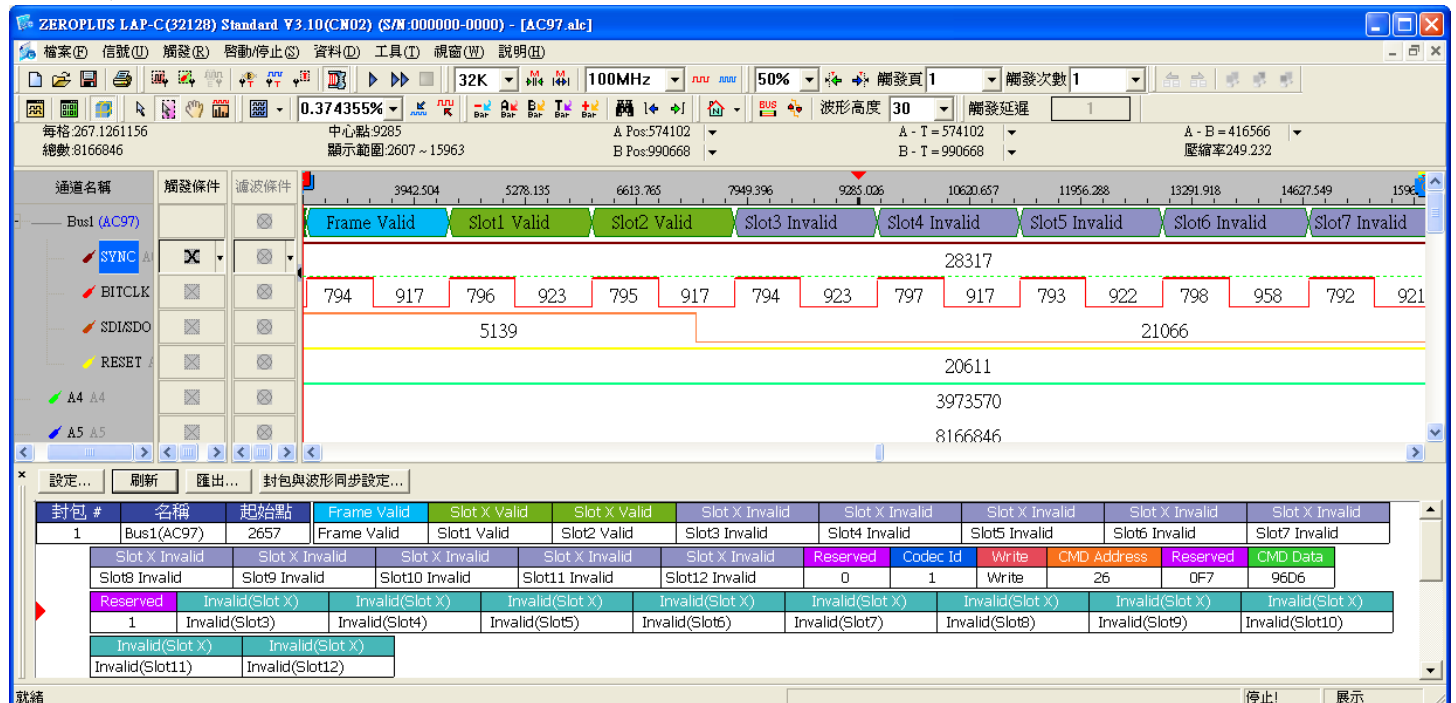 ZEROPLUS LAP-C(32128) Standard V3.10(CN02) (S/N:000000-0000) - [AC97.alc]
檔案(F) 信號(U) 觸發(R) 啓動/停止(S) 資料(D) 工具(T) 視窗(W) 說明(H)
32K 100MHz 50% 觸發頁 1 觸發次數 1
0.374355% Bar Bar Bar Bar Bar BUS 波形高度 30 觸發延遲 1
每格:267.1261156 中心點:9285 A Pos:574102 A - T = 574102 A - B = 416566
總數:8166846 顯示範圍:2607 ~ 15963 B Pos:990668 B - T = 990668 壓縮率249.232
通道名稱 觸發條件 濾波條件 3942.504 5278.135 6613.765 7949.396 9285.026 10620.657 11956.288 13291.918 14627.549
Bus1 (AC97) Frame Valid Slot1 Valid Slot2 Valid Slot3 Invalid Slot4 Invalid Slot5 Invalid Slot6 Invalid Slot7 Invalid
SYNC 28317
BITCLK 794 917 796 923 795 917 794 923 797 917 793 922 798 958 792 921
SDI/SDO 5139 21066
RESET 20611
A4 A4 3973570
A5 A5 8166846
設定... 刷新 匯出... 封包與波形同步設定...
封包 # 名稱 起始點 Frame Valid Slot X Valid Slot X Valid Slot X Invalid Slot X Invalid Slot X Invalid Slot X Invalid Slot X Invalid
1 Bus1(AC97) 2657 Frame Valid Slot1 Valid Slot2 Valid Slot3 Invalid Slot4 Invalid Slot5 Invalid Slot6 Invalid Slot7 Invalid
Slot X Invalid Slot X Invalid Slot X Invalid Slot X Invalid Slot X Invalid Reserved Codec Id Write CMD Address Reserved CMD Data
Slot8 Invalid Slot9 Invalid Slot10 Invalid Slot11 Invalid Slot12 Invalid 0 1 Write 26 0F7 96D6
Reserved Invalid(Slot X) Invalid(Slot X) Invalid(Slot X) Invalid(Slot X) Invalid(Slot X) Invalid(Slot X) Invalid(Slot X) Invalid(Slot X)
1 Invalid(Slot3) Invalid(Slot4) Invalid(Slot5) Invalid(Slot6) Invalid(Slot7) Invalid(Slot8) Invalid(Slot9) Invalid(Slot10)
Invalid(Slot X) Invalid(Slot X)
Invalid(Slot11) Invalid(Slot12)
就緒 停止! 展示